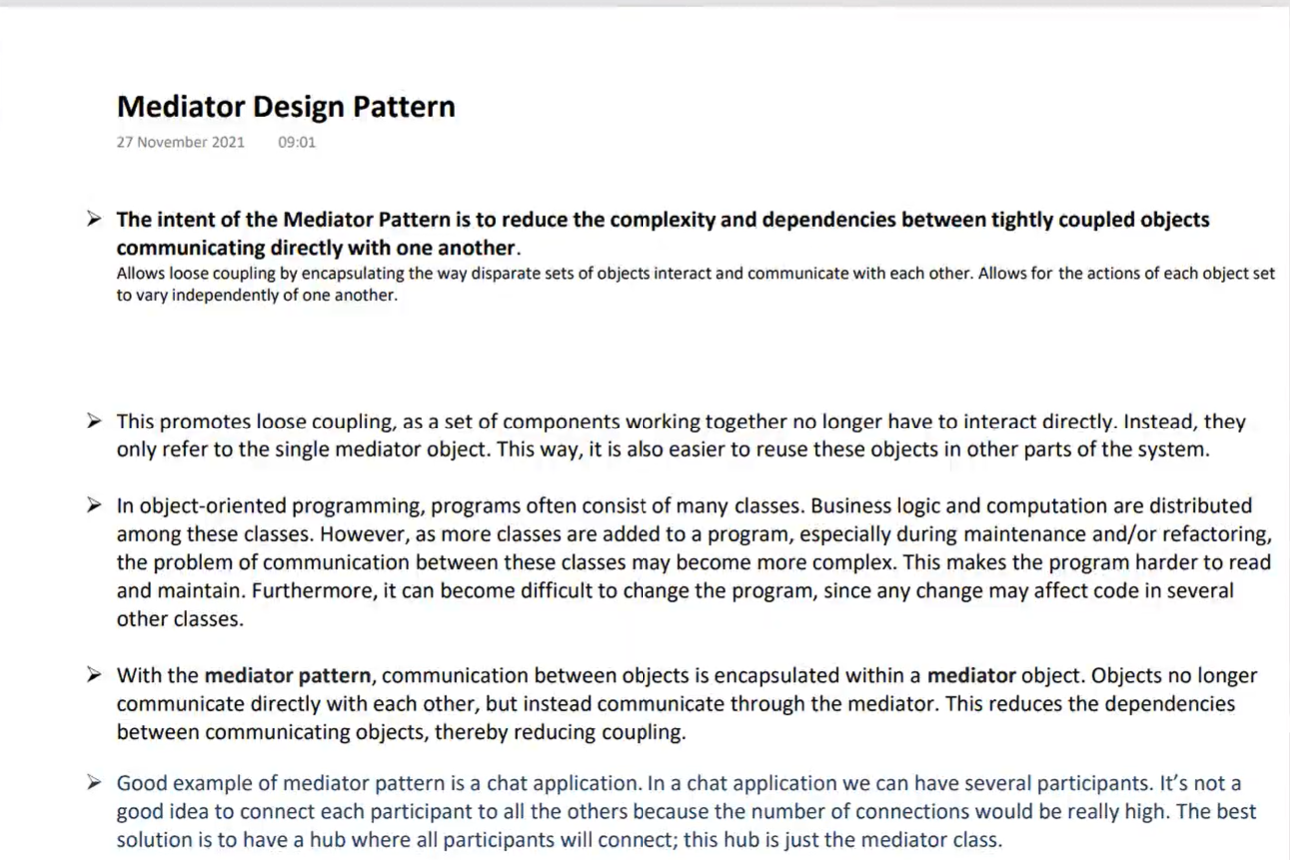 Mediator Design Pattern
27 November 2021 09:01
➢ The intent of the Mediator Pattern is to reduce the complexity and dependencies between tightly coupled objects
communicating directly with one another.
Allows loose coupling by encapsulating the way disparate sets of objects interact and communicate with each other. Allows for the actions of each object set
to vary independently of one another.
➢ This promotes loose coupling, as a set of components working together no longer have to interact directly. Instead, they
only refer to the single mediator object. This way, it is also easier to reuse these objects in other parts of the system.
➢ In object-oriented programming, programs often consist of many classes. Business logic and computation are distributed
among these classes. However, as more classes are added to a program, especially during maintenance and/or refactoring,
the problem of communication between these classes may become more complex. This makes the program harder to read
and maintain. Furthermore, it can become difficult to change the program, since any change may affect code in several
other classes.
➢ With the mediator pattern, communication between objects is encapsulated within a mediator object. Objects no longer
communicate directly with each other, but instead communicate through the mediator. This reduces the dependencies
between communicating objects, thereby reducing coupling.
➢ Good example of mediator pattern is a chat application. In a chat application we can have several participants. It's not a
good idea to connect each participant to all the others because the number of connections would be really high. The best
solution is to have a hub where all participants will connect; this hub is just the mediator class.